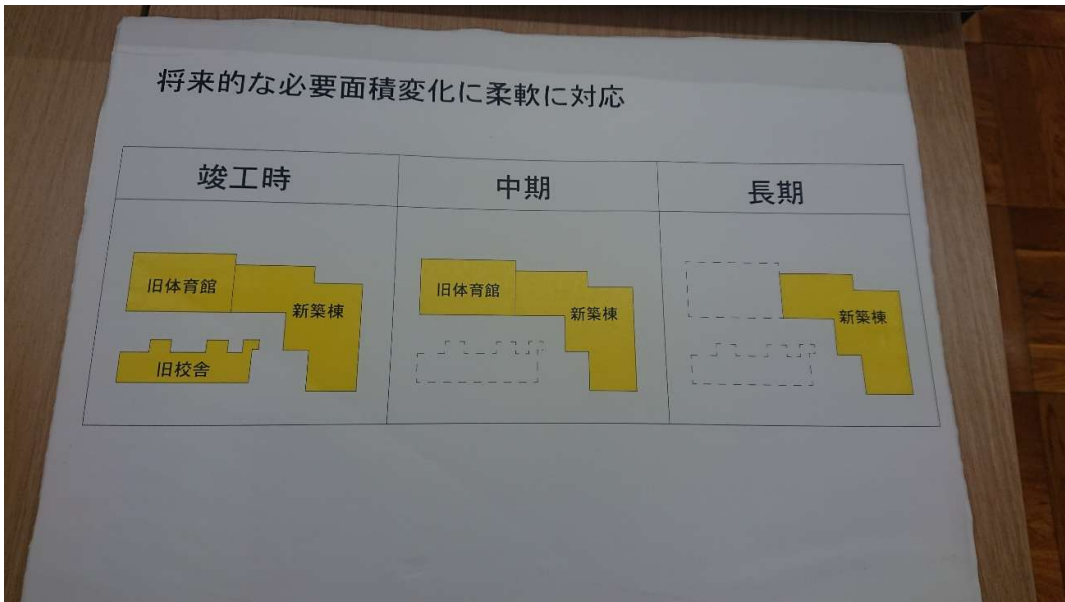 将来的な必要面積変化に柔軟に対応
竣工時
中期
長期
旧体育館
新築棟
旧校舎
旧体育館
新築棟
新築棟